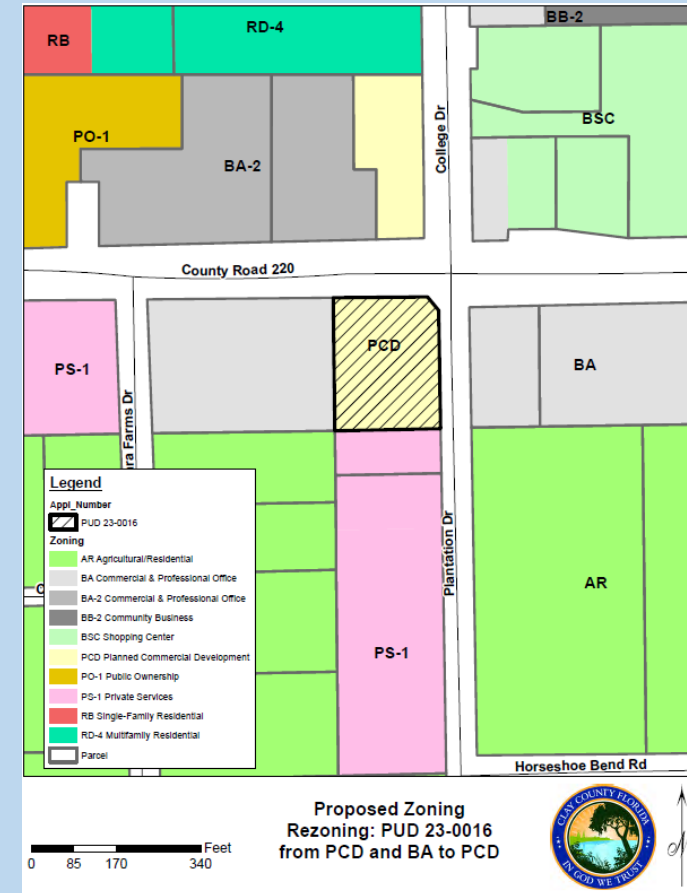 RB
RD-4
BB-2
BSC
PO-1
BA-2
College Dr
County Road 220
PS-1
PCD
BA
ra Farms Dr
Plantation Dr
AR
PS-1
Horseshoe Bend Rd
Legend
Appl_Number
PUD 23-0016
Zoning
AR Agricultural/Residential
BA Commercial & Professional Office
BA-2 Commercial & Professional Office
BB-2 Community Business
BSC Shopping Center
PCD Planned Commercial Development
PO-1 Public Ownership
PS-1 Private Services
RB Single-Family Residential
RD-4 Multifamily Residential
Parcel
Feet
0 85 170 340
Proposed Zoning
Rezoning: PUD 23-0016
from PCD and BA to PCD
CLAY COUNTY FLORIDA
IN GOD WE TRUST
N